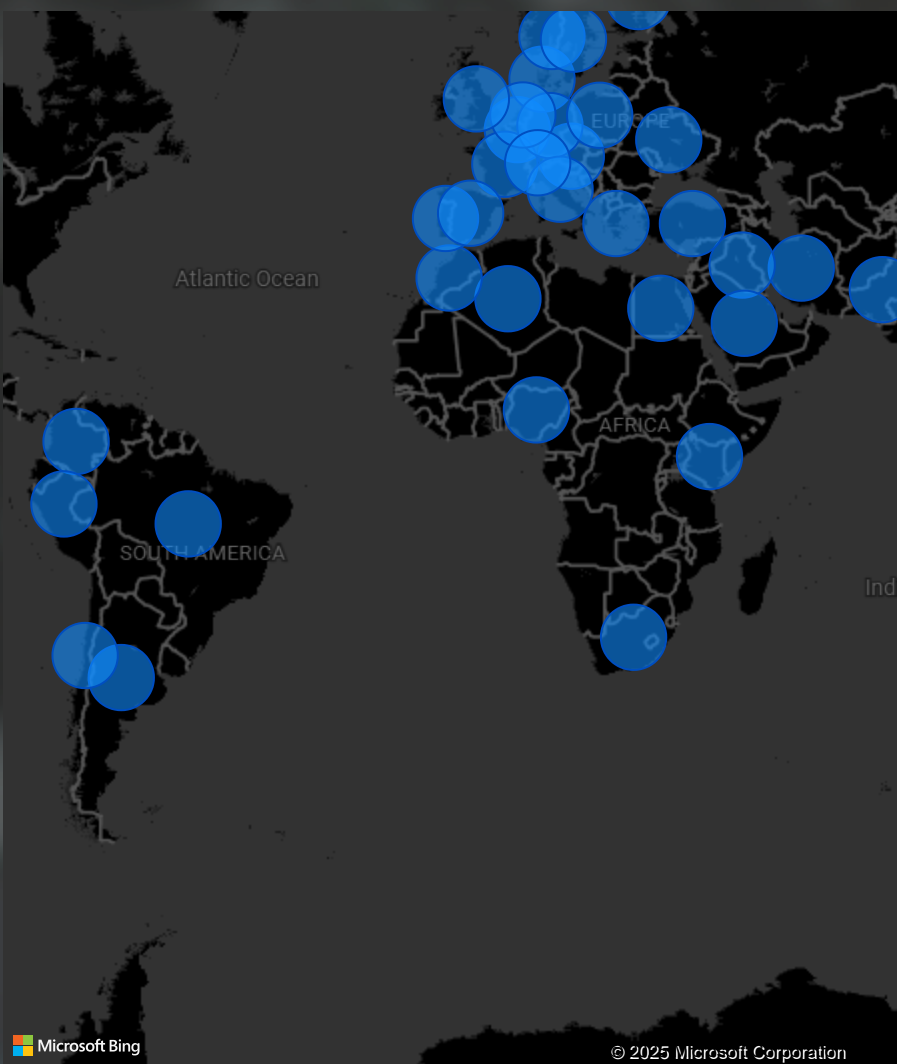 EUROPE
Atlantic Ocean
AFRICA
SOUTH AMERICA
Ind
Microsoft Bing
© 2025 Microsoft Corporation